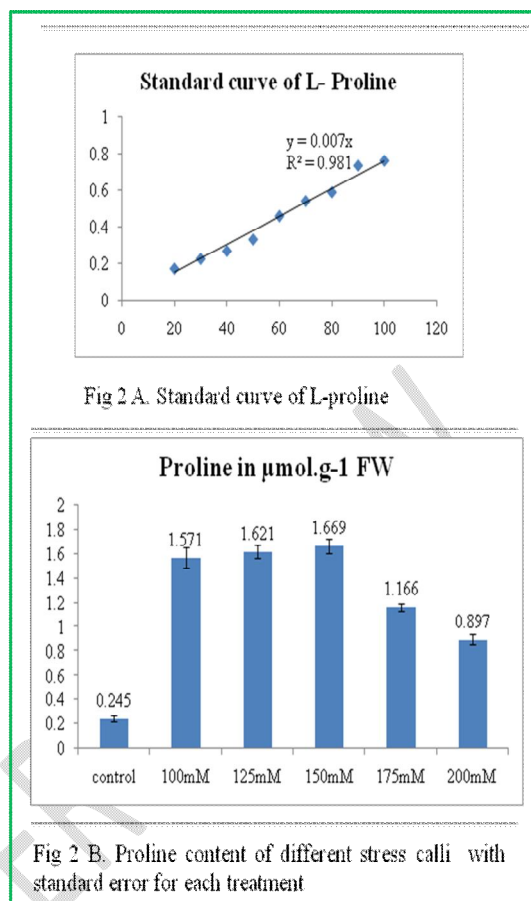 Standard curve of L- Proline
1
0.8
0.6
0.4
0.2
0
y = 0.007x
R² = 0.981
0 20 40 60 80 100 120
Fig 2 A. Standard curve of L-proline
Proline in µmol.g-1 FW
2
1.8
1.6
1.4
1.2
1
0.8
0.6
0.4
0.2
0
0.245
1.571
1.621
1.669
1.166
0.897
control 100mM 125mM 150mM 175mM 200mM
Fig 2 B. Proline content of different stress calli with
standard error for each treatment